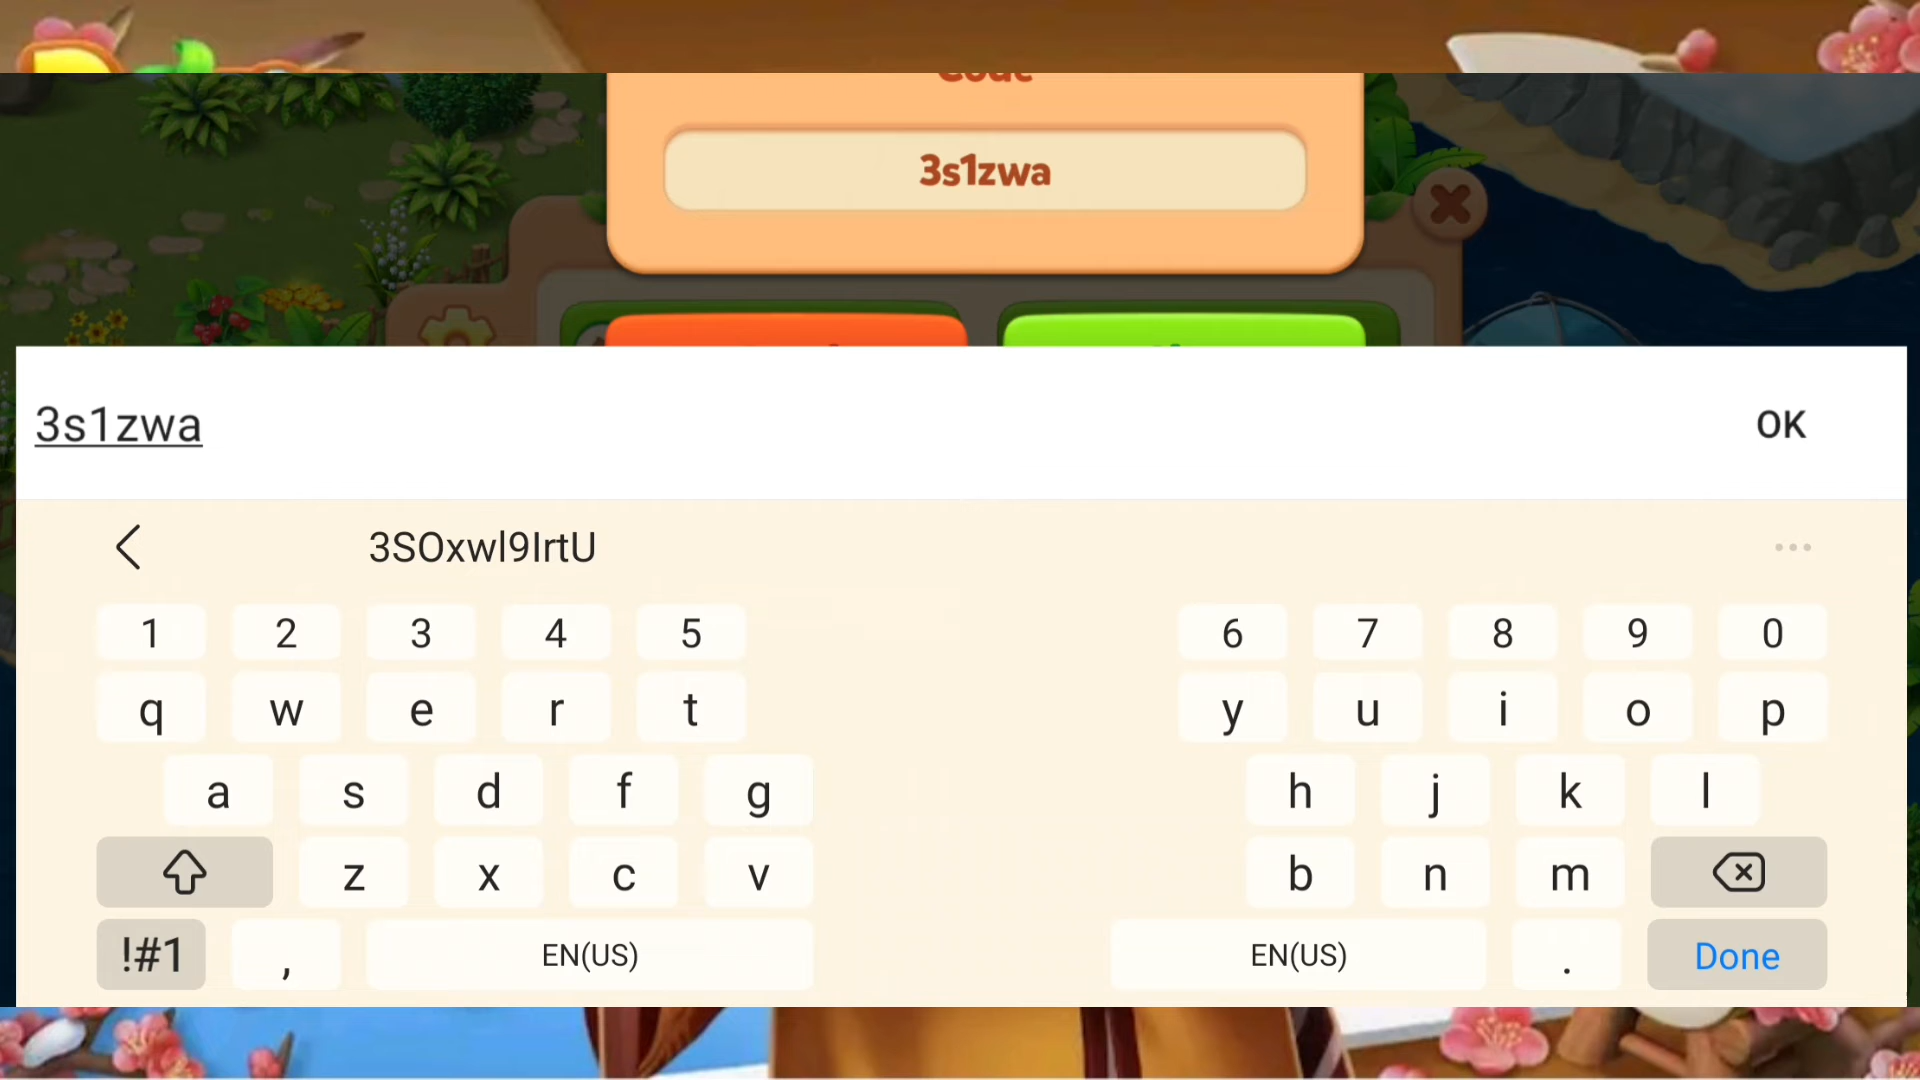 Code
3s1zwa
3s1zwa
OK
3SOxwl9IrtU
1 2 3 4 5 6 7 8 9 0
q w e r t y u i o p
a s d f g h j k l
z x c v b n m
!#1 , EN(US) EN(US) . Done